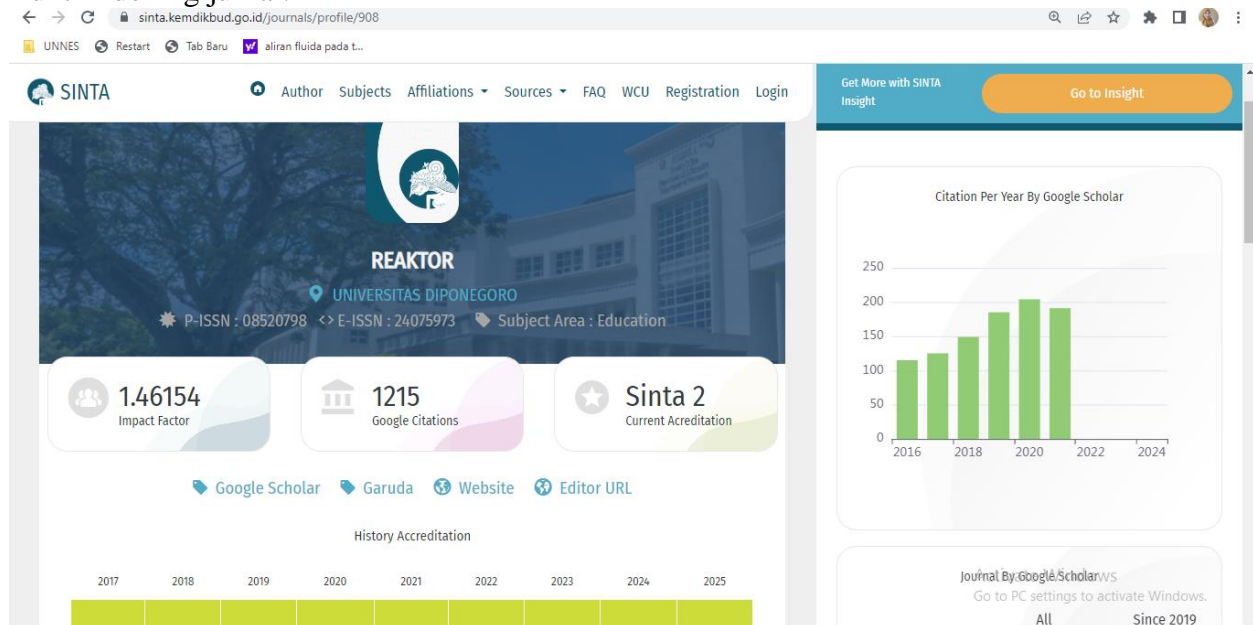 sinta.kemdikbud.go.id/journals/profile/908
UNNES Restart Tab Baru aliran fluida pada t...
SINTA
Author Subjects Affiliations Sources FAQ WCU Registration Login
Get More with SINTA
Insight
Go to Insight
REAKTOR
UNIVERSITAS DIPONEGORO
P-ISSN : 08520798 <> E-ISSN : 24075973 Subject Area : Education
1.46154
Impact Factor
1215
Google Citations
Sinta 2
Current Acreditation
Google Scholar Garuda Website Editor URL
History Accreditation
2017 2018 2019 2020 2021 2022 2023 2024 2025
Citation Per Year By Google Scholar
250
200
150
100
50
0
2016 2018 2020 2022 2024
Journal By Google Scholar
Activate Windows
Go to PC settings to activate Windows.
All Since 2019